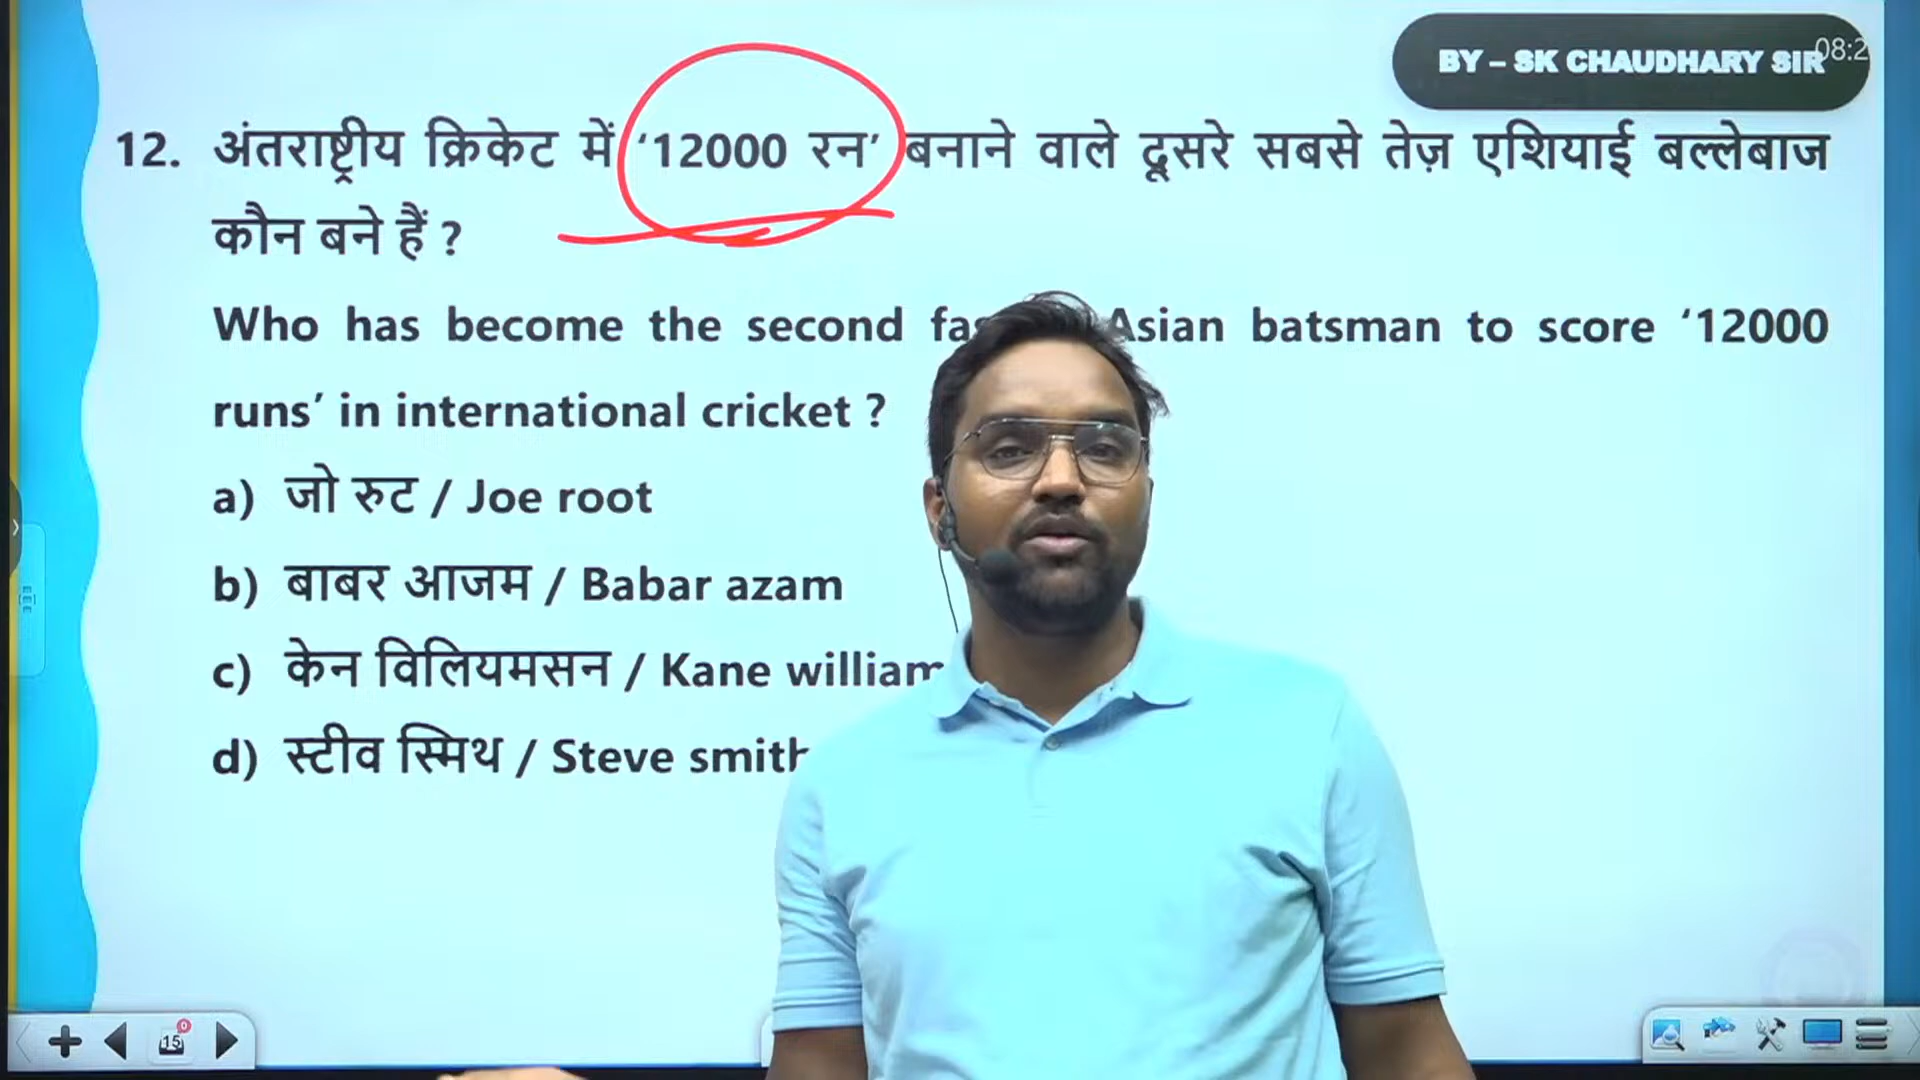 BY – SK CHAUDHARY SIR
08:2
12. अंतराष्ट्रीय क्रिकेट में ‘12000 रन’ बनाने वाले दूसरे सबसे तेज़ एशियाई बल्लेबाज
कौन बने हैं ?
Who has become the second Asian batsman to score ‘12000
runs’ in international cricket ?
a) जो रुट / Joe root
b) बाबर आजम / Babar azam
c) केन विलियमसन / Kane
d) स्टीव स्मिथ / Steve smith
15
0